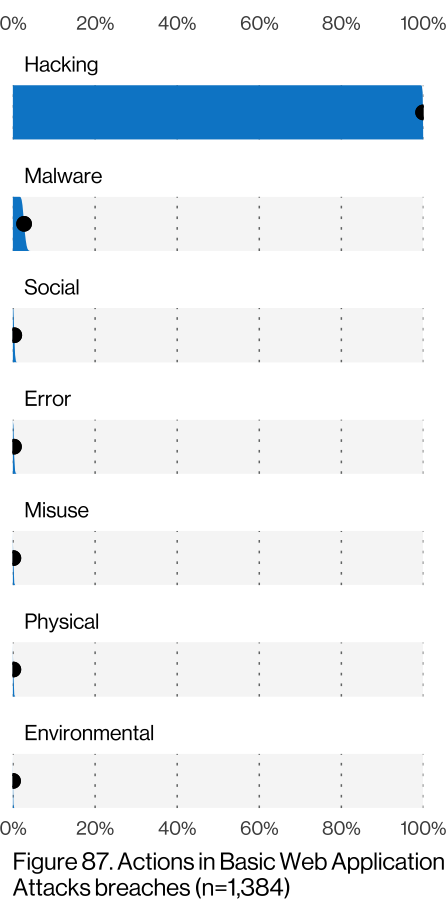 0% 20% 40% 60% 80% 100%
Hacking
Malware
Social
Error
Misuse
Physical
Environmental
0% 20% 40% 60% 80% 100%
Figure 87. Actions in Basic Web Application
Attacks breaches (n=1,384)